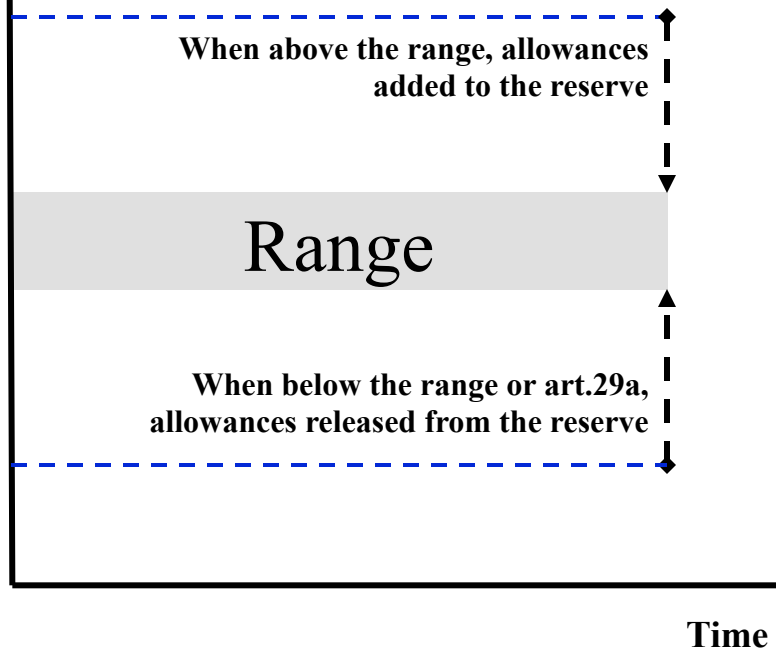 When above the range, allowances
added to the reserve
Range
When below the range or art.29a,
allowances released from the reserve
Time